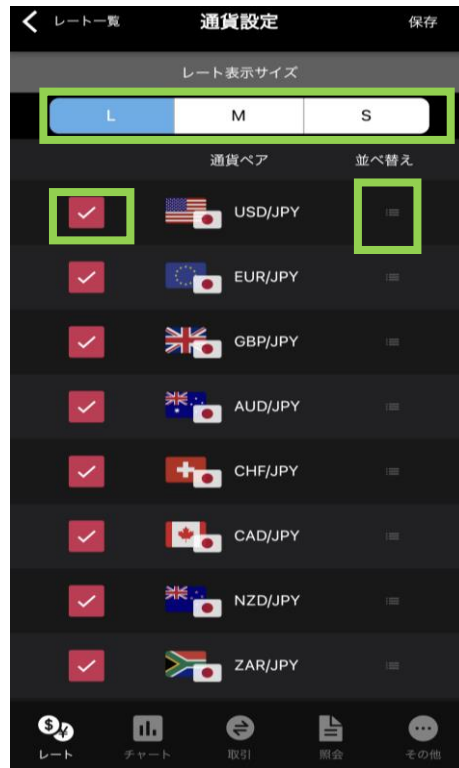 レート一覧 通貨設定 保存
レート表示サイズ
L M S
通貨ペア 並べ替え
USD/JPY
EUR/JPY
GBP/JPY
AUD/JPY
CHF/JPY
CAD/JPY
NZD/JPY
ZAR/JPY
レート チャート 取引 照会 その他